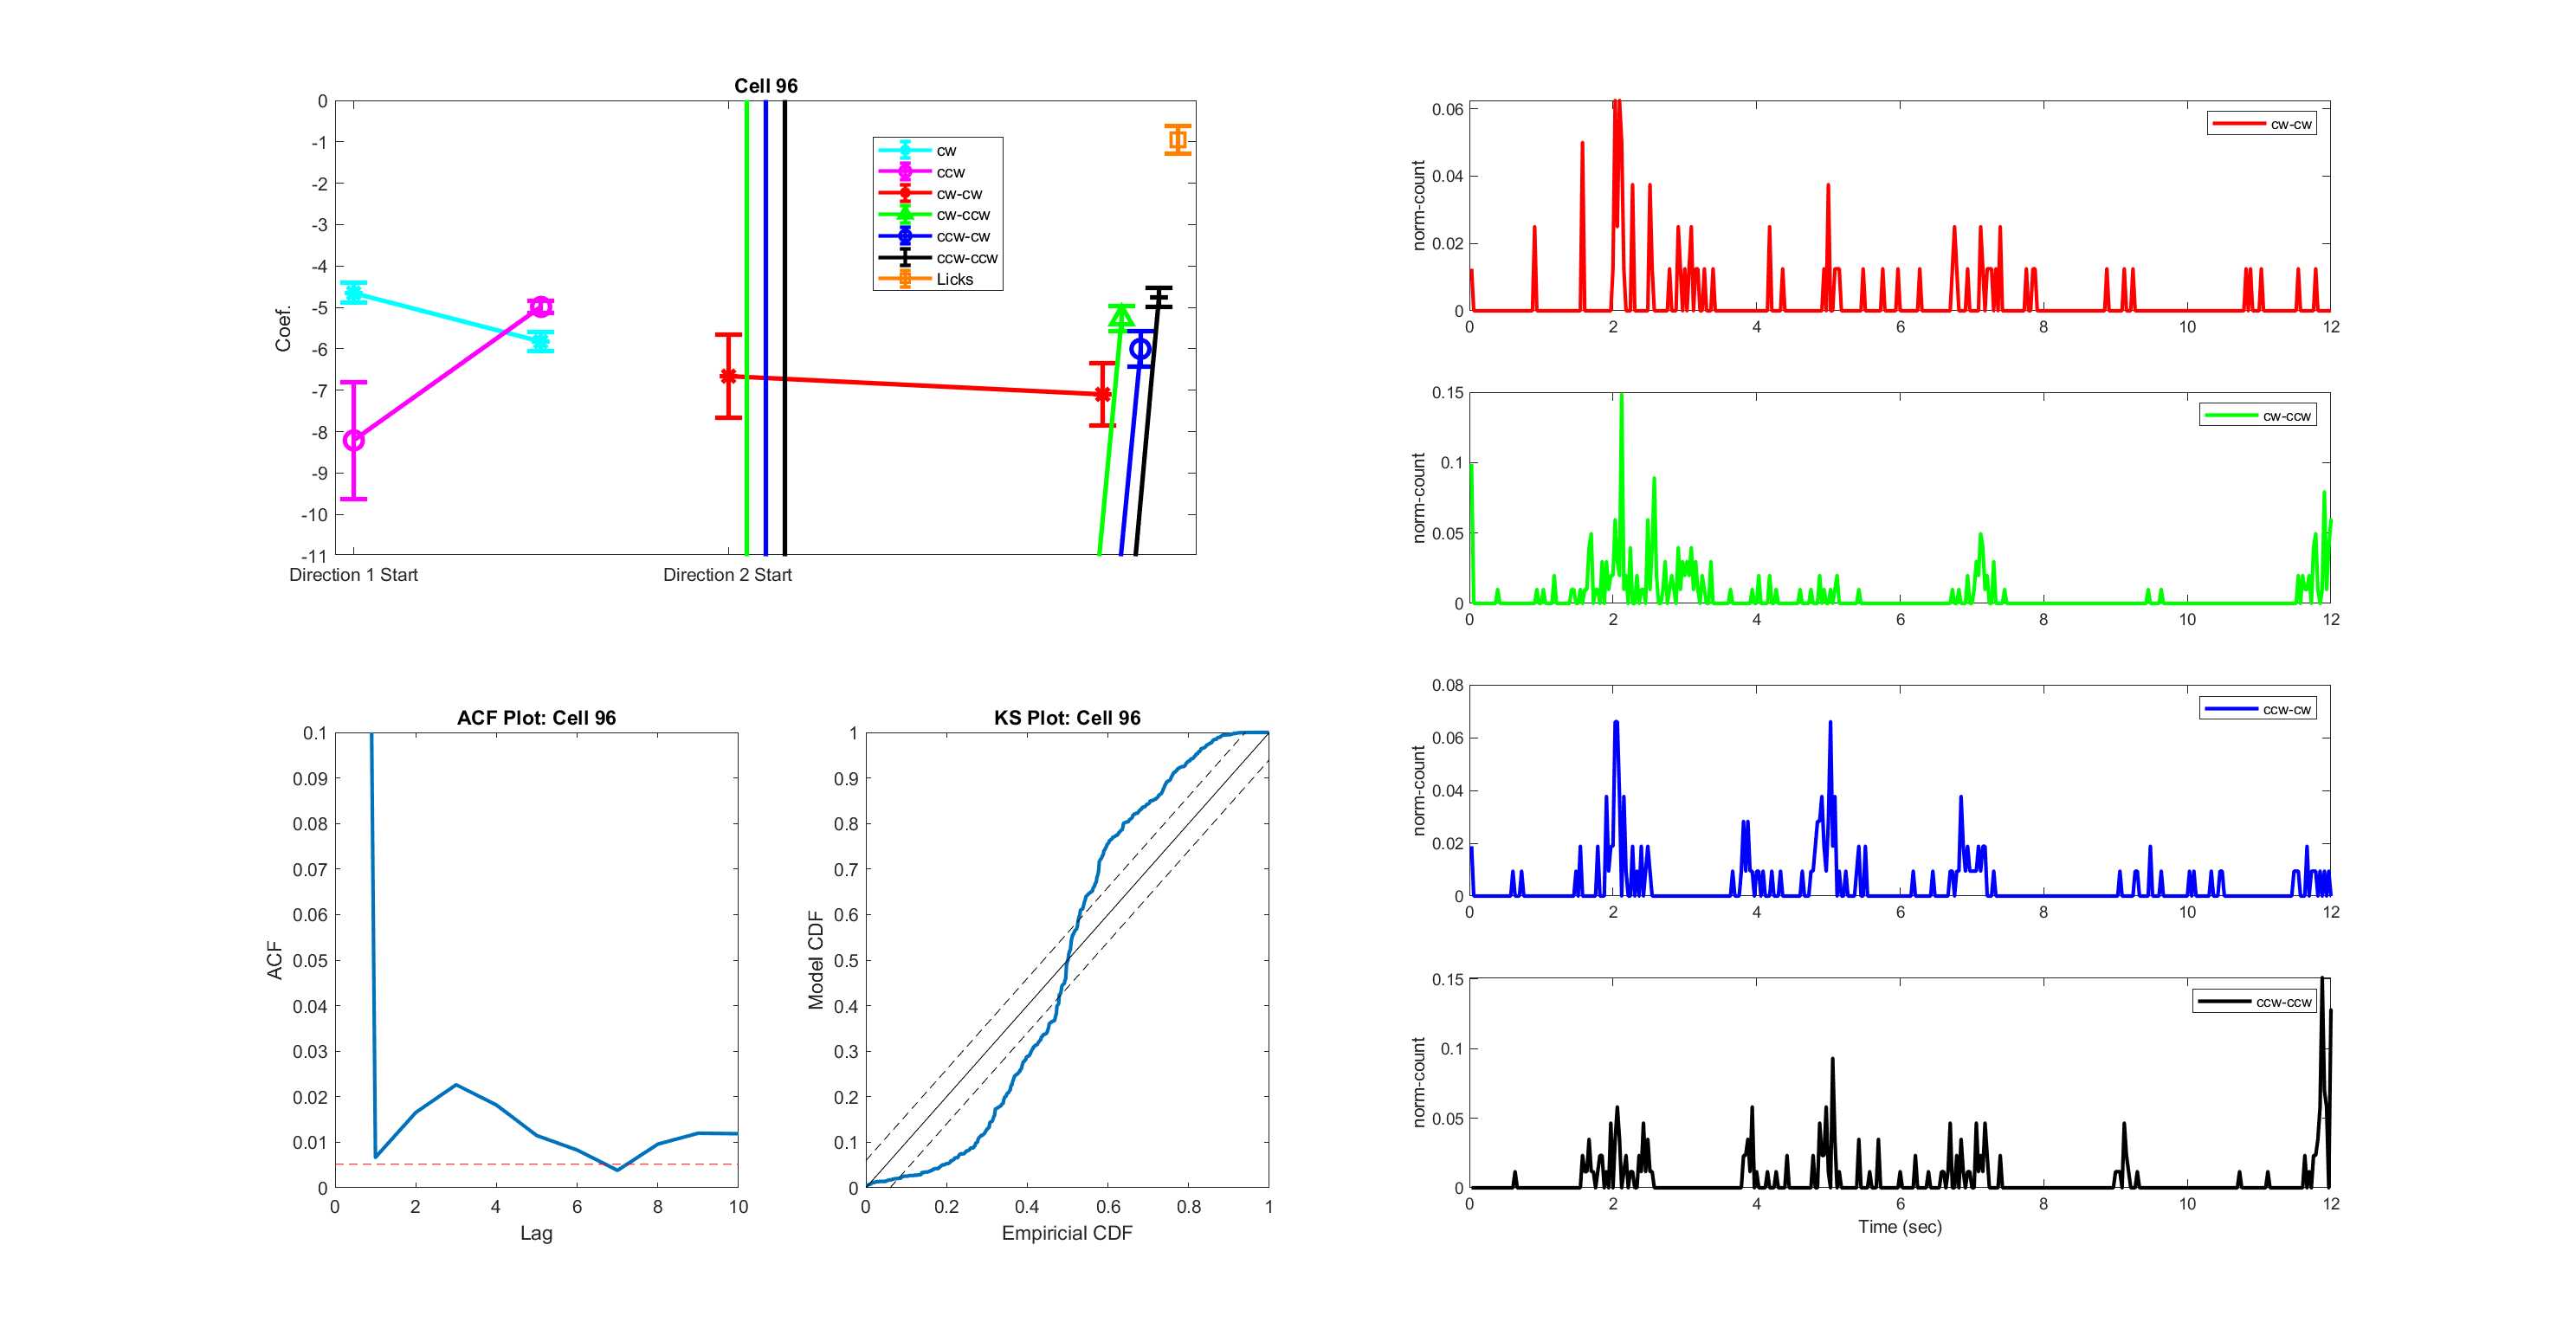 Cell 96
0
-1
-2
-3
-4
-5
-6
-7
-8
-9
-10
-11
Coef.
Direction 1 Start
Direction 2 Start
cw
ccw
cw-cw
cw-ccw
ccw-cw
ccw-ccw
Licks
ACF Plot: Cell 96
0.1
0.09
0.08
0.07
0.06
0.05
0.04
0.03
0.02
0.01
0
ACF
0 2 4 6 8 10
Lag
KS Plot: Cell 96
1
0.9
0.8
0.7
0.6
0.5
0.4
0.3
0.2
0.1
0
Model CDF
0 0.2 0.4 0.6 0.8 1
Empiricial CDF
0.06
0.04
0.02
0
norm-count
cw-cw
0 2 4 6 8 10 12
0.15
0.1
0.05
0
norm-count
cw-ccw
0 2 4 6 8 10 12
0.08
0.06
0.04
0.02
0
norm-count
ccw-cw
0 2 4 6 8 10 12
0.15
0.1
0.05
0
norm-count
ccw-ccw
0 2 4 6 8 10 12
Time (sec)